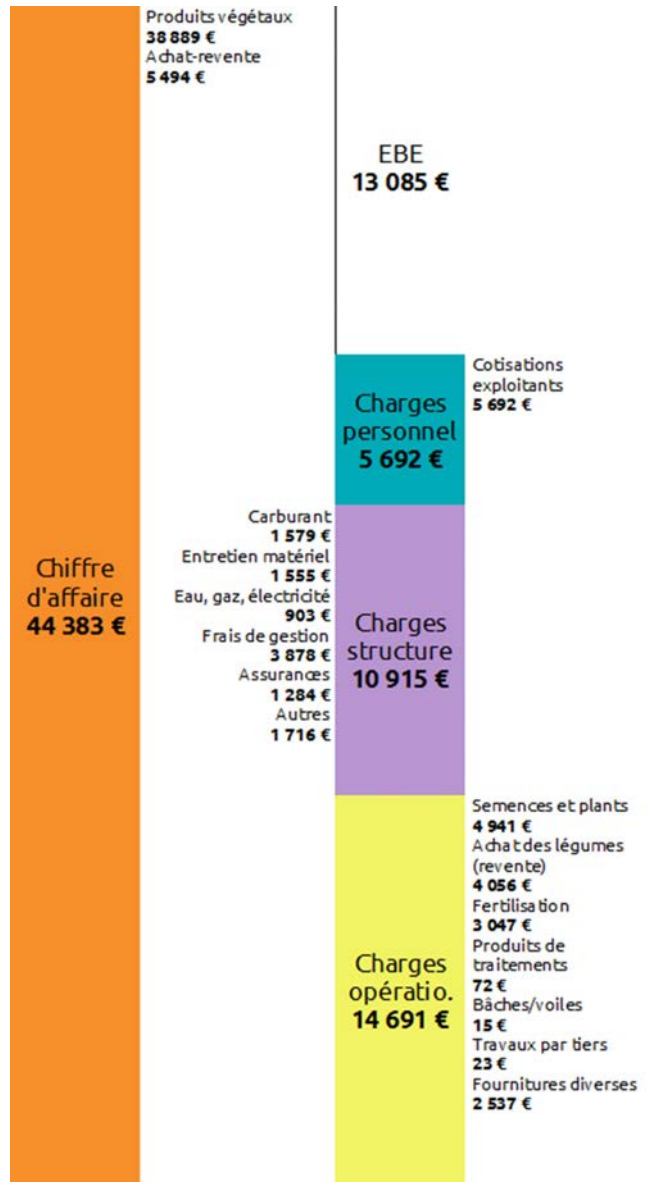 Produits végétaux
38 889 €
Achat-revente
5 494 €
EBE
13 085 €
Cotisations
exploitants
5 692 €
Charges
personnel
5 692 €
Chiffre
d'affaire
44 383 €
Carburant
1 579 €
Entretien matériel
1 555 €
Eau, gaz, électricité
903 €
Frais de gestion
3 878 €
Assurances
1 284 €
Autres
1 716 €
Charges
structure
10 915 €
Charges
opératio.
14 691 €
Semences et plants
4 941 €
Achat des légumes
(revente)
4 056 €
Fertilisation
3 047 €
Produits de
traitements
72 €
Bâches/voiles
15 €
Travaux par tiers
23 €
Fournitures diverses
2 537 €